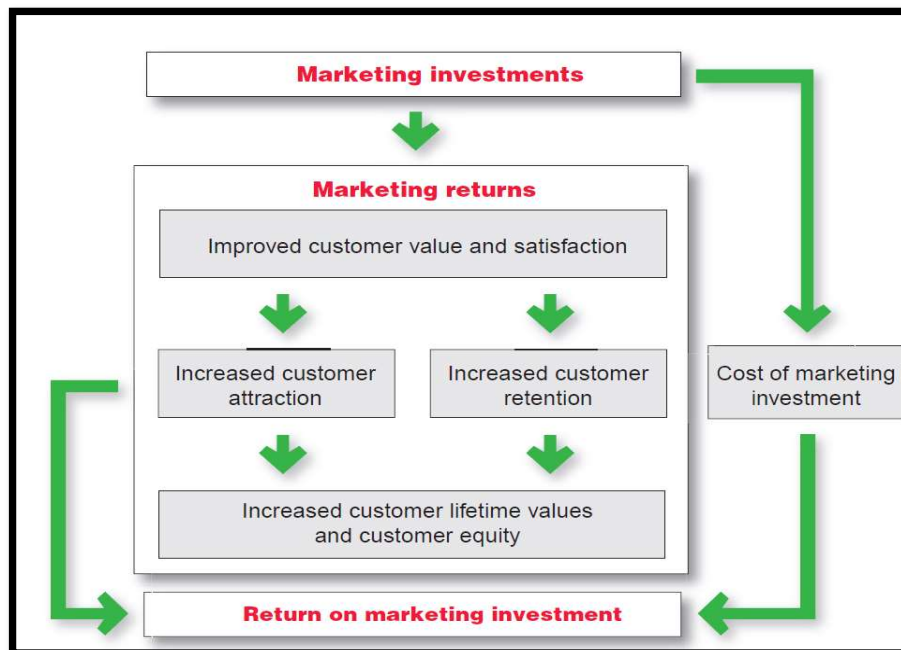 Marketing investments
Marketing returns
Improved customer value and satisfaction
Increased customer
attraction
Increased customer
retention
Cost of marketing
investment
Increased customer lifetime values
and customer equity
Return on marketing investment